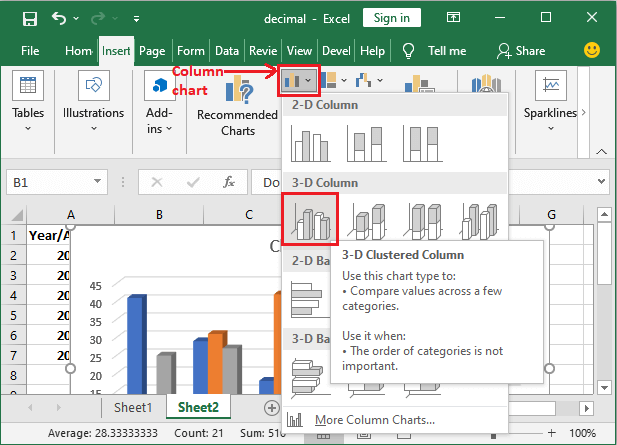 decimal - Excel
Sign in
File Home Insert Page Form Data Revie View Devel Help Tell me Share
Column
chart
Tables
Illustrations
Add-
ins
Recommended
Charts
Sparklines
2-D Column
3-D Column
B1
fx
Do
A B C G
1 Year/A
2 20
3 20
4 20
5 20
6 20
7 20
8
C
45
40
35
30
25
20
15
2-D Ba
3-D Ba
3-D Clustered Column
Use this chart type to:
• Compare values across a few
categories.
Use it when:
• The order of categories is not
important.
More Column Charts...
Sheet1 Sheet2
Average: 28.33333333 Count: 21 Sum: 510
100%